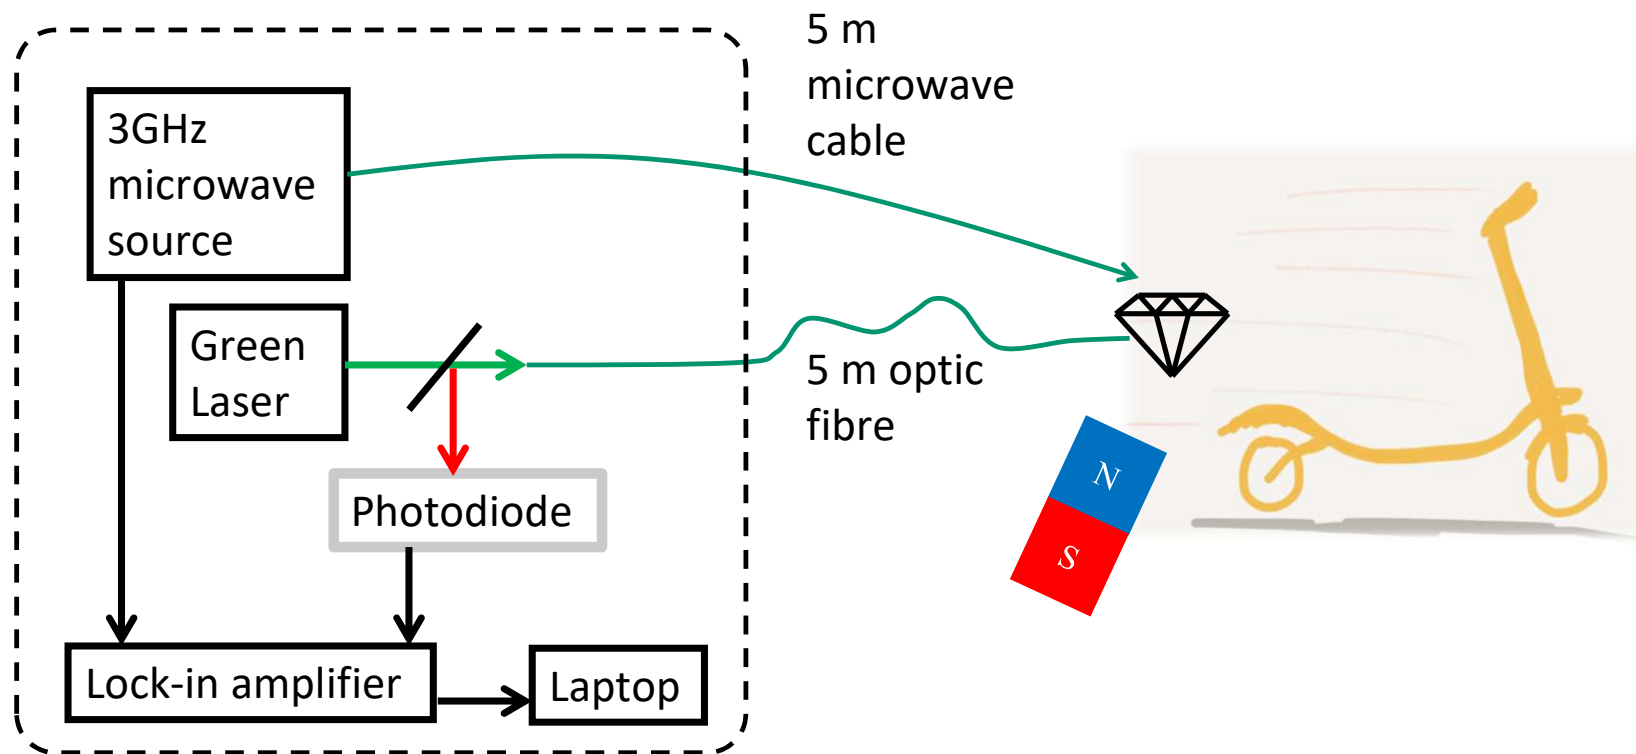 5 m
microwave
cable
3GHz
microwave
source
Green
Laser
5 m optic
fibre
N
S
Photodiode
Lock-in amplifier
Laptop